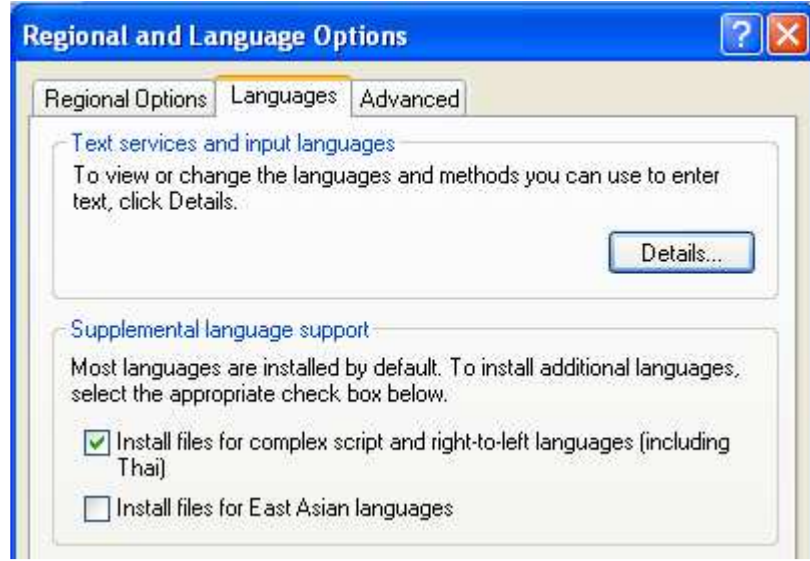 Regional and Language Options
Regional Options Languages Advanced
Text services and input languages
To view or change the languages and methods you can use to enter
text, click Details.
Details...
Supplemental language support
Most languages are installed by default. To install additional languages,
select the appropriate check box below.
Install files for complex script and right-to-left languages (including
Thai)
Install files for East Asian languages